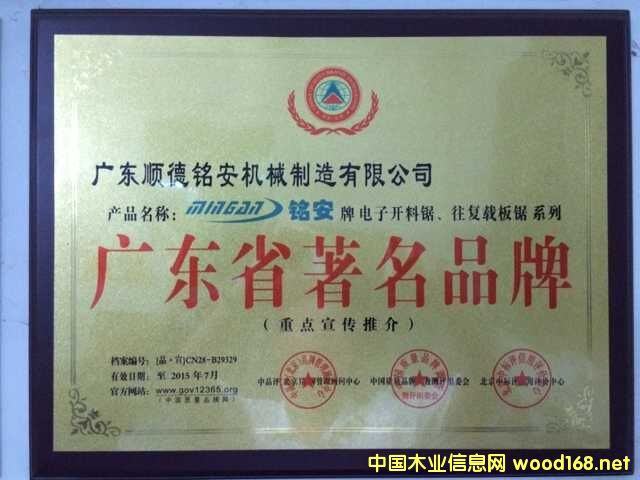 广东顺德铭安机械制造有限公司
产品名称：MINGAN 铭安 牌电子开料锯、往复载板锯系列
广东省著名品牌
（重点宣传推介）
档案编号：[品·宣]CN28-B29329
有效日期：至 2015 年 7月
官方网站：www.gov12365.org
（中国质量品牌网）
中国木业信息网 wood168.net